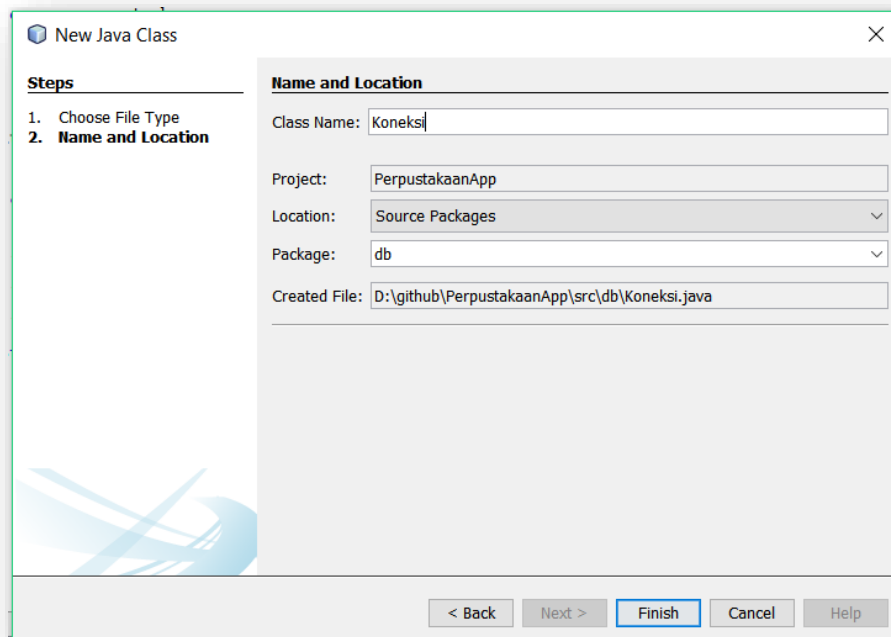 New Java Class
Steps
1. Choose File Type
2. Name and Location
Name and Location
Class Name: Koneksi
Project: PerpustakaanApp
Location: Source Packages
Package: db
Created File: D:\github\PerpustakaanApp\src\db\Koneksi.java
< Back Next > Finish Cancel Help